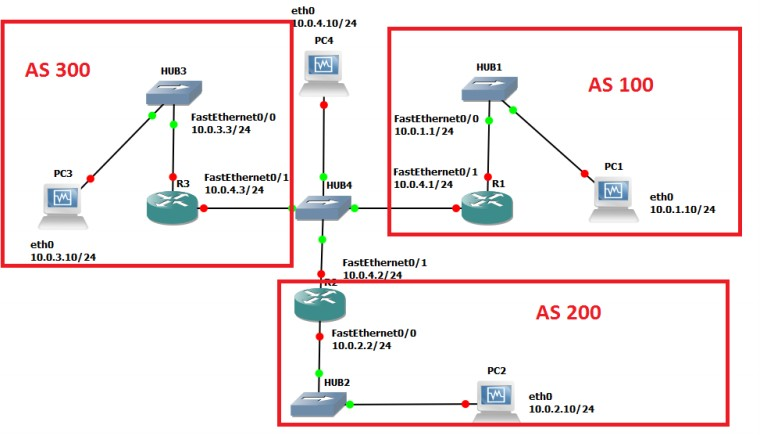 eth0
10.0.4.10/24
PC4
AS 300
HUB3
FastEthernet0/0
10.0.3.3/24
PC3
FastEthernet0/1
10.0.4.3/24
R3
eth0
10.0.3.10/24
HUB4
AS 100
HUB1
FastEthernet0/0
10.0.1.1/24
FastEthernet0/1
10.0.4.1/24
R1
PC1
eth0
10.0.1.10/24
FastEthernet0/1
10.0.4.2/24
R2
AS 200
FastEthernet0/0
10.0.2.2/24
HUB2
PC2
eth0
10.0.2.10/24